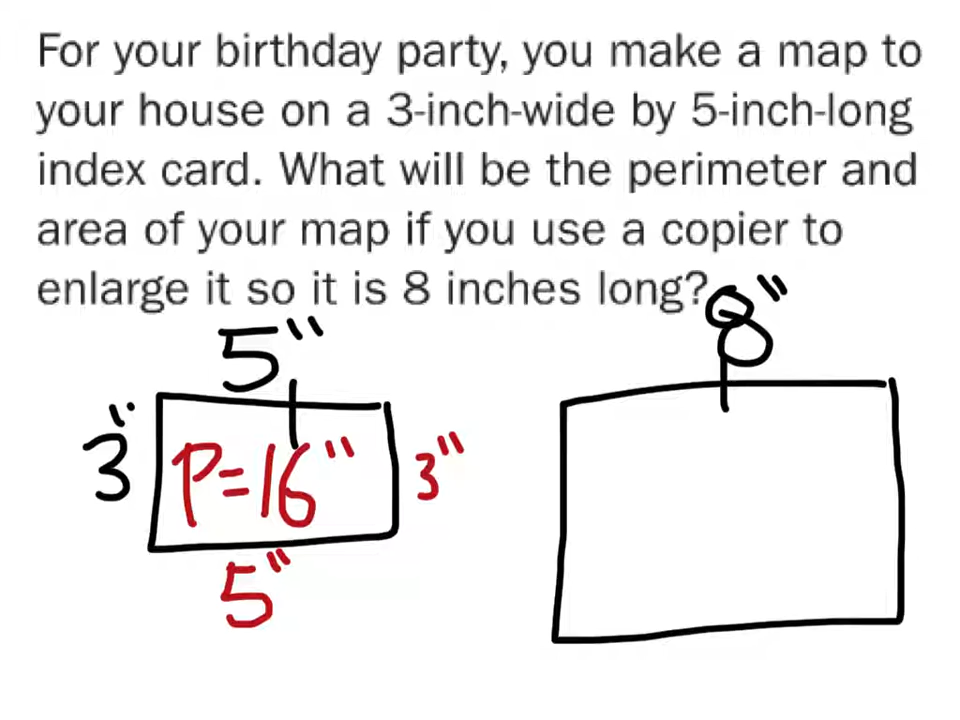 For your birthday party, you make a map to
your house on a 3-inch-wide by 5-inch-long
index card. What will be the perimeter and
area of your map if you use a copier to
enlarge it so it is 8 inches long?
5"
8"
3"
P=16"
3"
5"